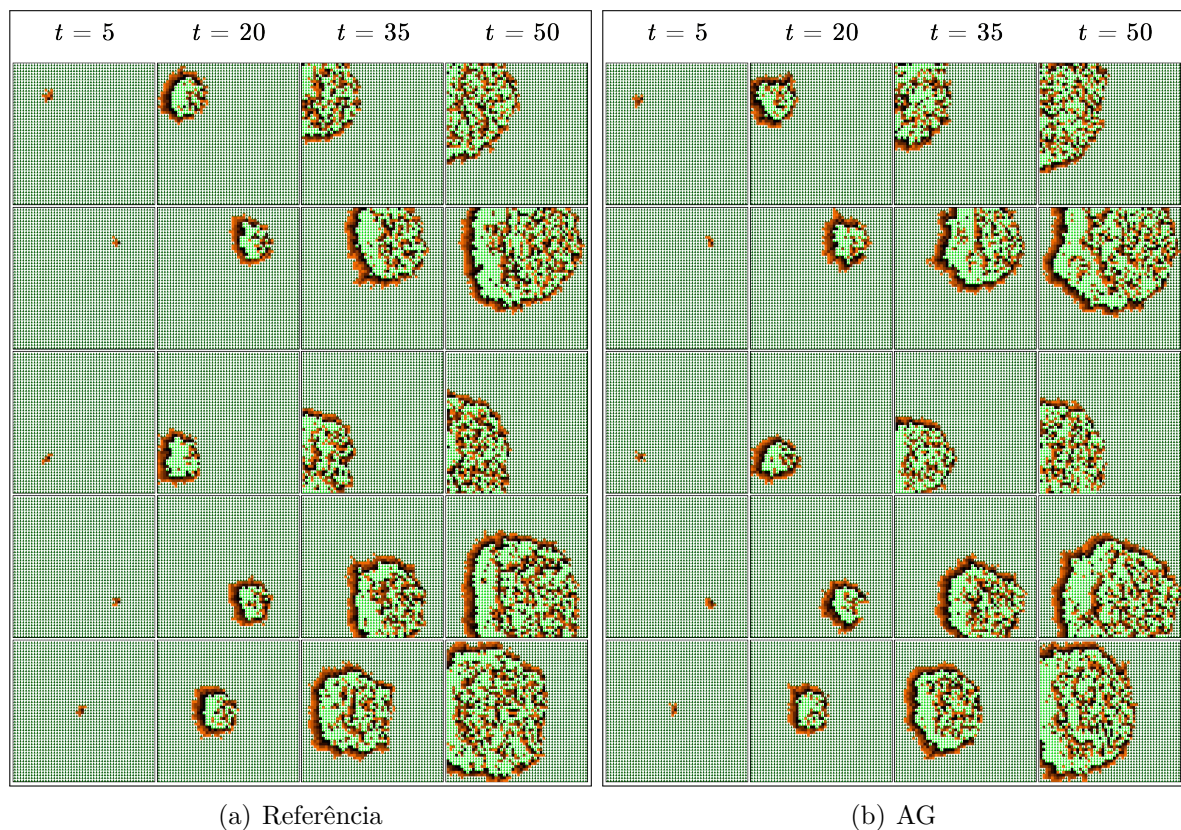 t = 5 t = 20 t = 35 t = 50
t = 5 t = 20 t = 35 t = 50
(a) Referência
(b) AG